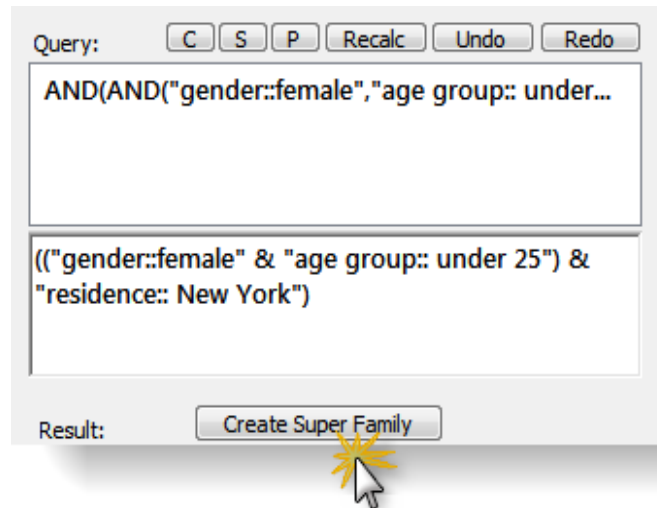 Query: C S P Recalc Undo Redo
AND(AND("gender::female","age group:: under...
(("gender::female" & "age group:: under 25") &
"residence:: New York")
Result: Create Super Family